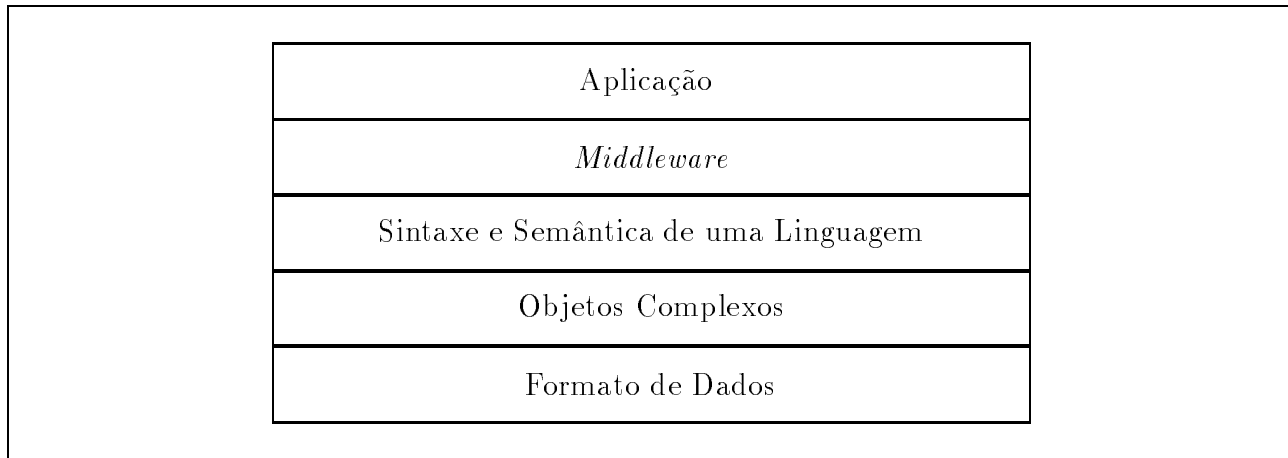 Aplicação
Middleware
Sintaxe e Semântica de uma Linguagem
Objetos Complexos
Formato de Dados